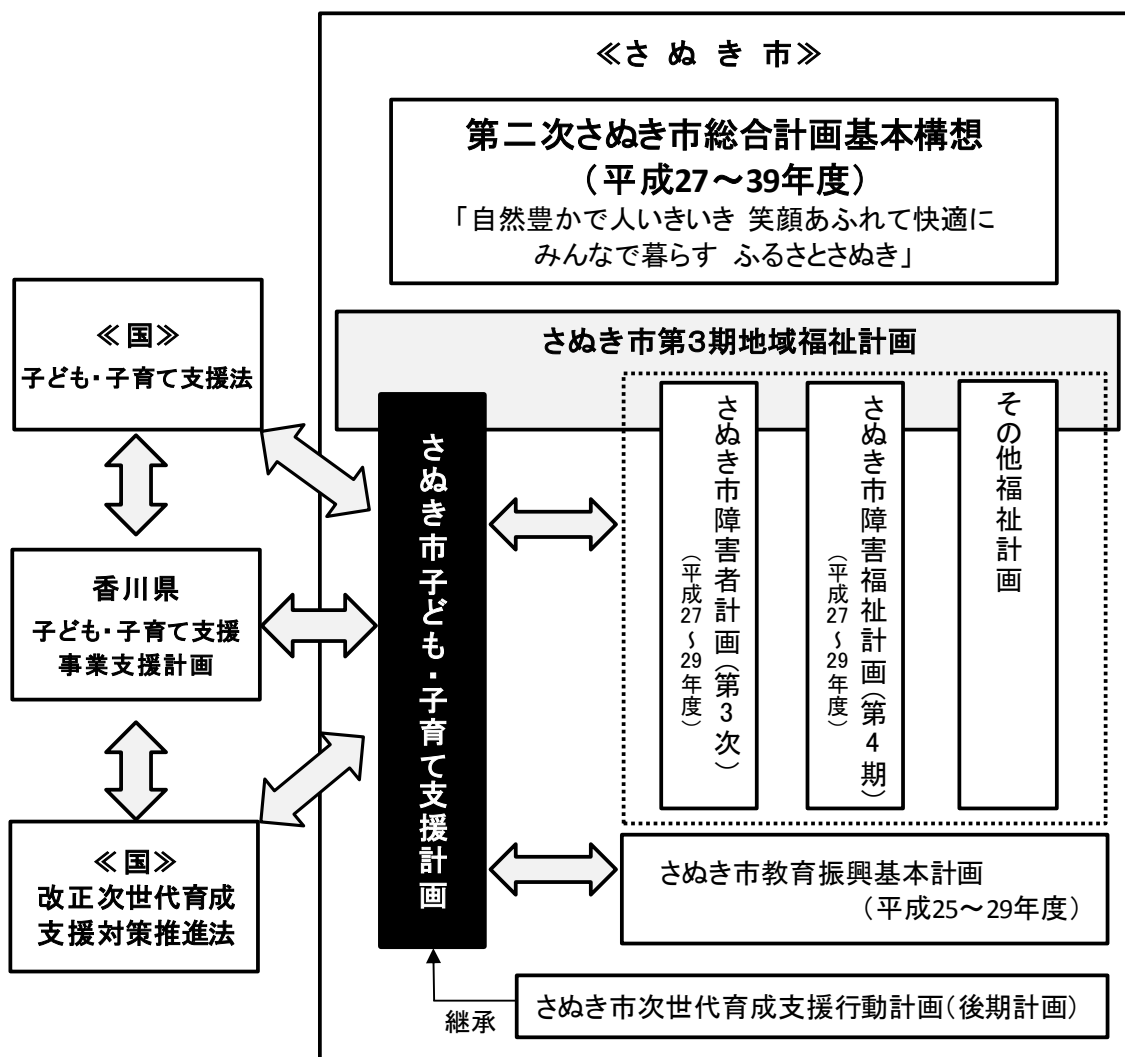 ≪さ ぬ き 市≫
第二次さぬき市総合計画基本構想
（平成27～39年度）
「自然豊かで人いきいき 笑顔あふれて快適に
みんなで暮らす ふるさとさぬき」
≪ 国≫
子ども・子育て支援法
香川県
子ども・子育て支援
事業支援計画
≪ 国≫
改正次世代育成
支援対策推進法
さぬき市第3期地域福祉計画
さぬき市子ども・子育て支援計画
さぬき市障害者計画（第3次）
（平成27～29年度）
さぬき市障害福祉計画（第4期）
（平成27～29年度）
その他福祉計画
さぬき市教育振興基本計画
（平成25～29年度）
継承
さぬき市次世代育成支援行動計画（後期計画）